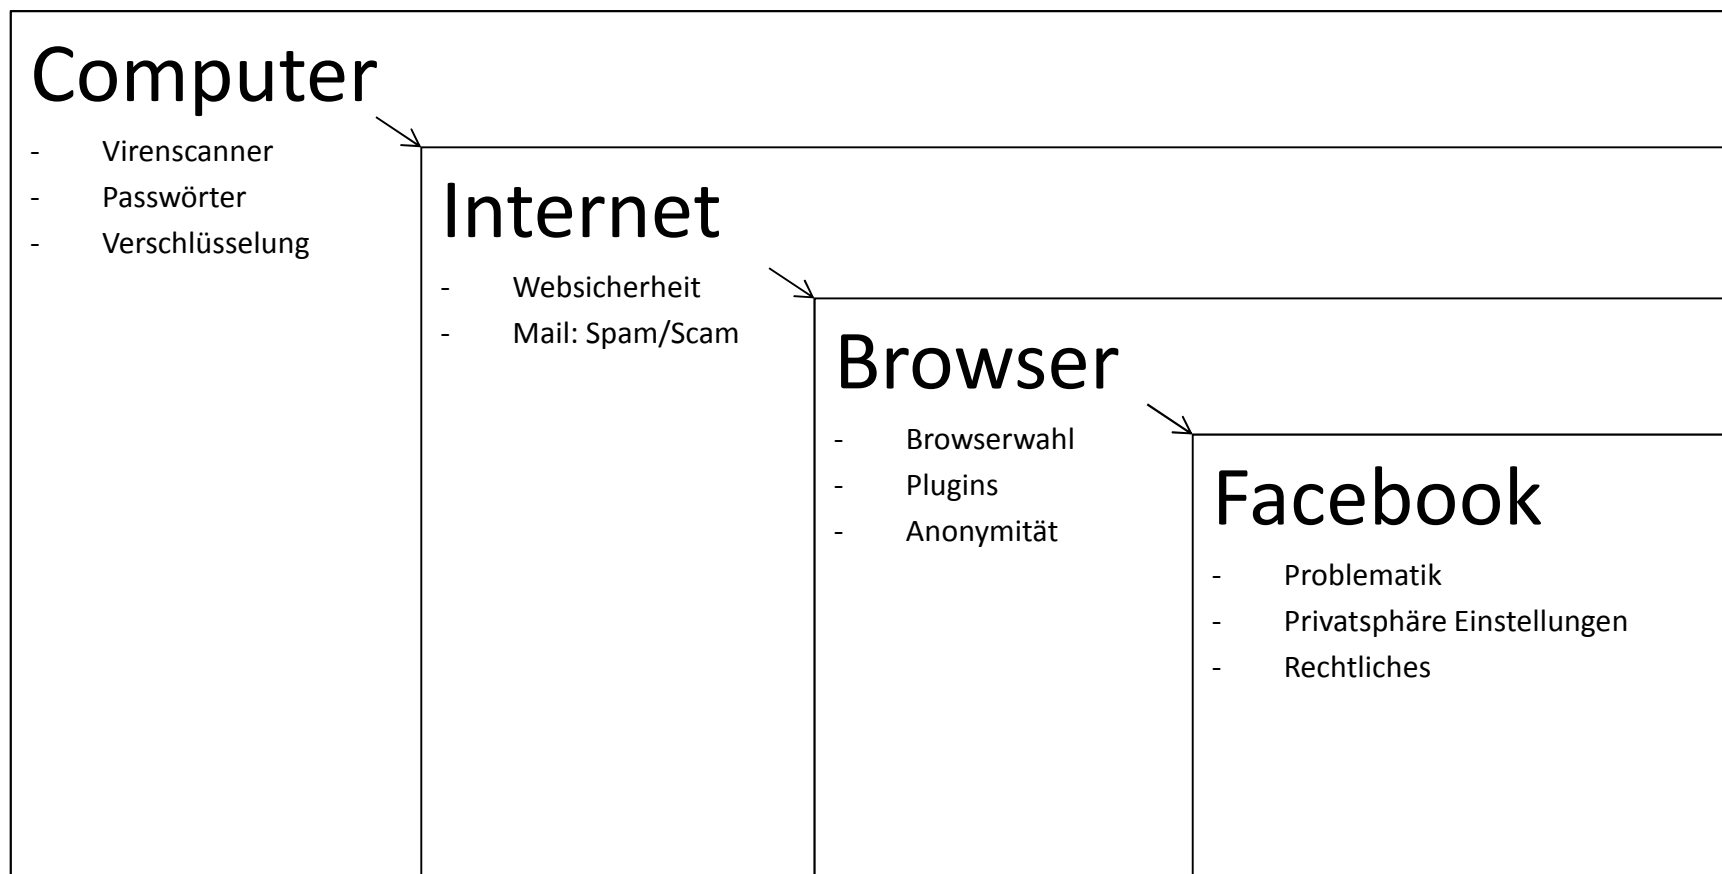 Computer
- Virenscanner
- Passwörter
- Verschlüsselung
Internet
- Websicherheit
- Mail: Spam/Scam
Browser
- Browserwahl
- Plugins
- Anonymität
Facebook
- Problematik
- Privatsphäre Einstellungen
- Rechtliches